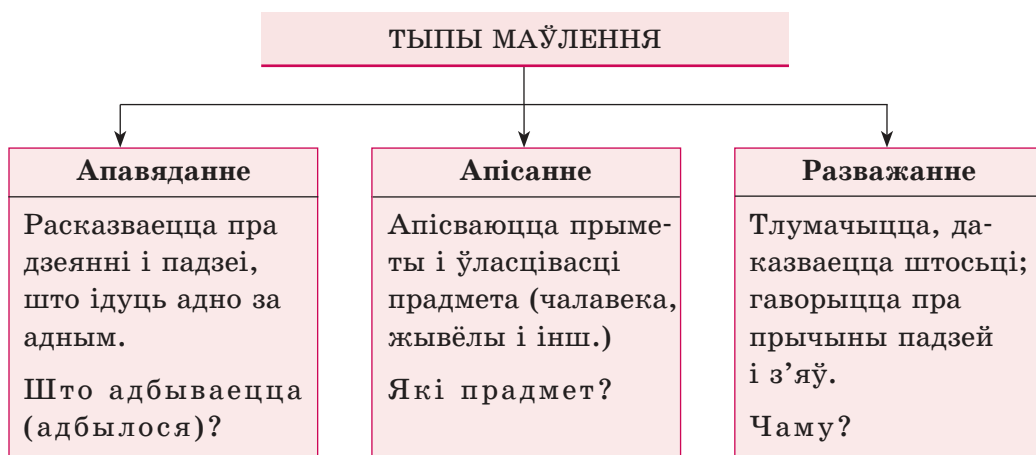 ТЫПЫ МАЎЛЕННЯ
Апавяданне
Расказваецца пра
дзеянні і падзеі,
што ідуць адно за
адным.
Што адбываецца
(адбылося)?
Апісанне
Апісваюцца прыме-
ты і ўласцівасці
прадмета (чалавека,
жывёлы і інш.)
Які прадмет?
Разважанне
Тлумачыцца, да-
казваецца штосьці;
гаворыцца пра
прычыны падзей
і з’яў.
Чаму?